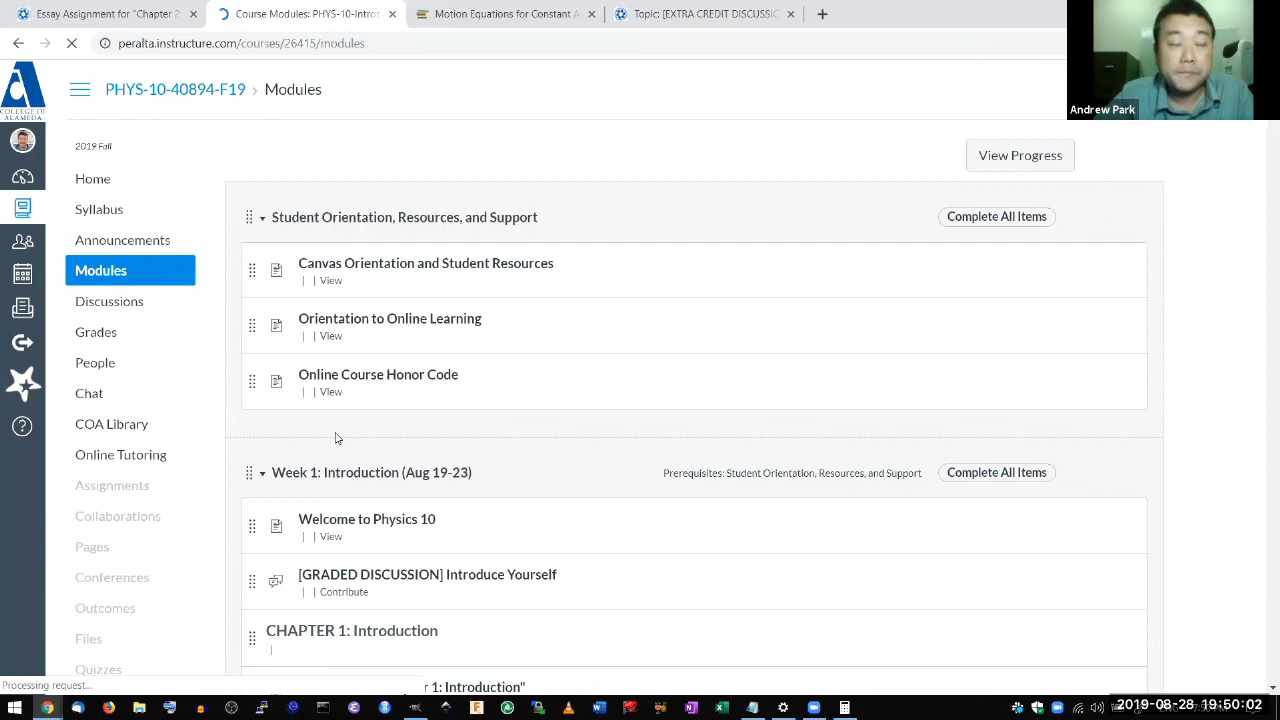 Essay Assignment for "Chapter 2
Course Modules: PHYS-10-Intro
Motion Equations for Constant A
Topic: [EXTRA CREDIT DISCUSSIO
peralta.instructure.com/courses/26415/modules
Andrew Park
COLLEGE OF
ALAMEDA
PHYS-10-40894-F19 › Modules
2019 Fall
View Progress
Home
Syllabus
Announcements
Modules
Discussions
Grades
People
Chat
COA Library
Online Tutoring
Assignments
Collaborations
Pages
Conferences
Outcomes
Files
Quizzes
Student Orientation, Resources, and Support
Complete All Items
Canvas Orientation and Student Resources
| | View
Orientation to Online Learning
| | View
Online Course Honor Code
| | View
Week 1: Introduction (Aug 19-23)
Prerequisites: Student Orientation, Resources, and Support
Complete All Items
Welcome to Physics 10
| | View
[GRADED DISCUSSION] Introduce Yourself
| | Contribute
CHAPTER 1: Introduction
|
r 1: Introduction"
Processing request...
2019-08-28 19:50:02